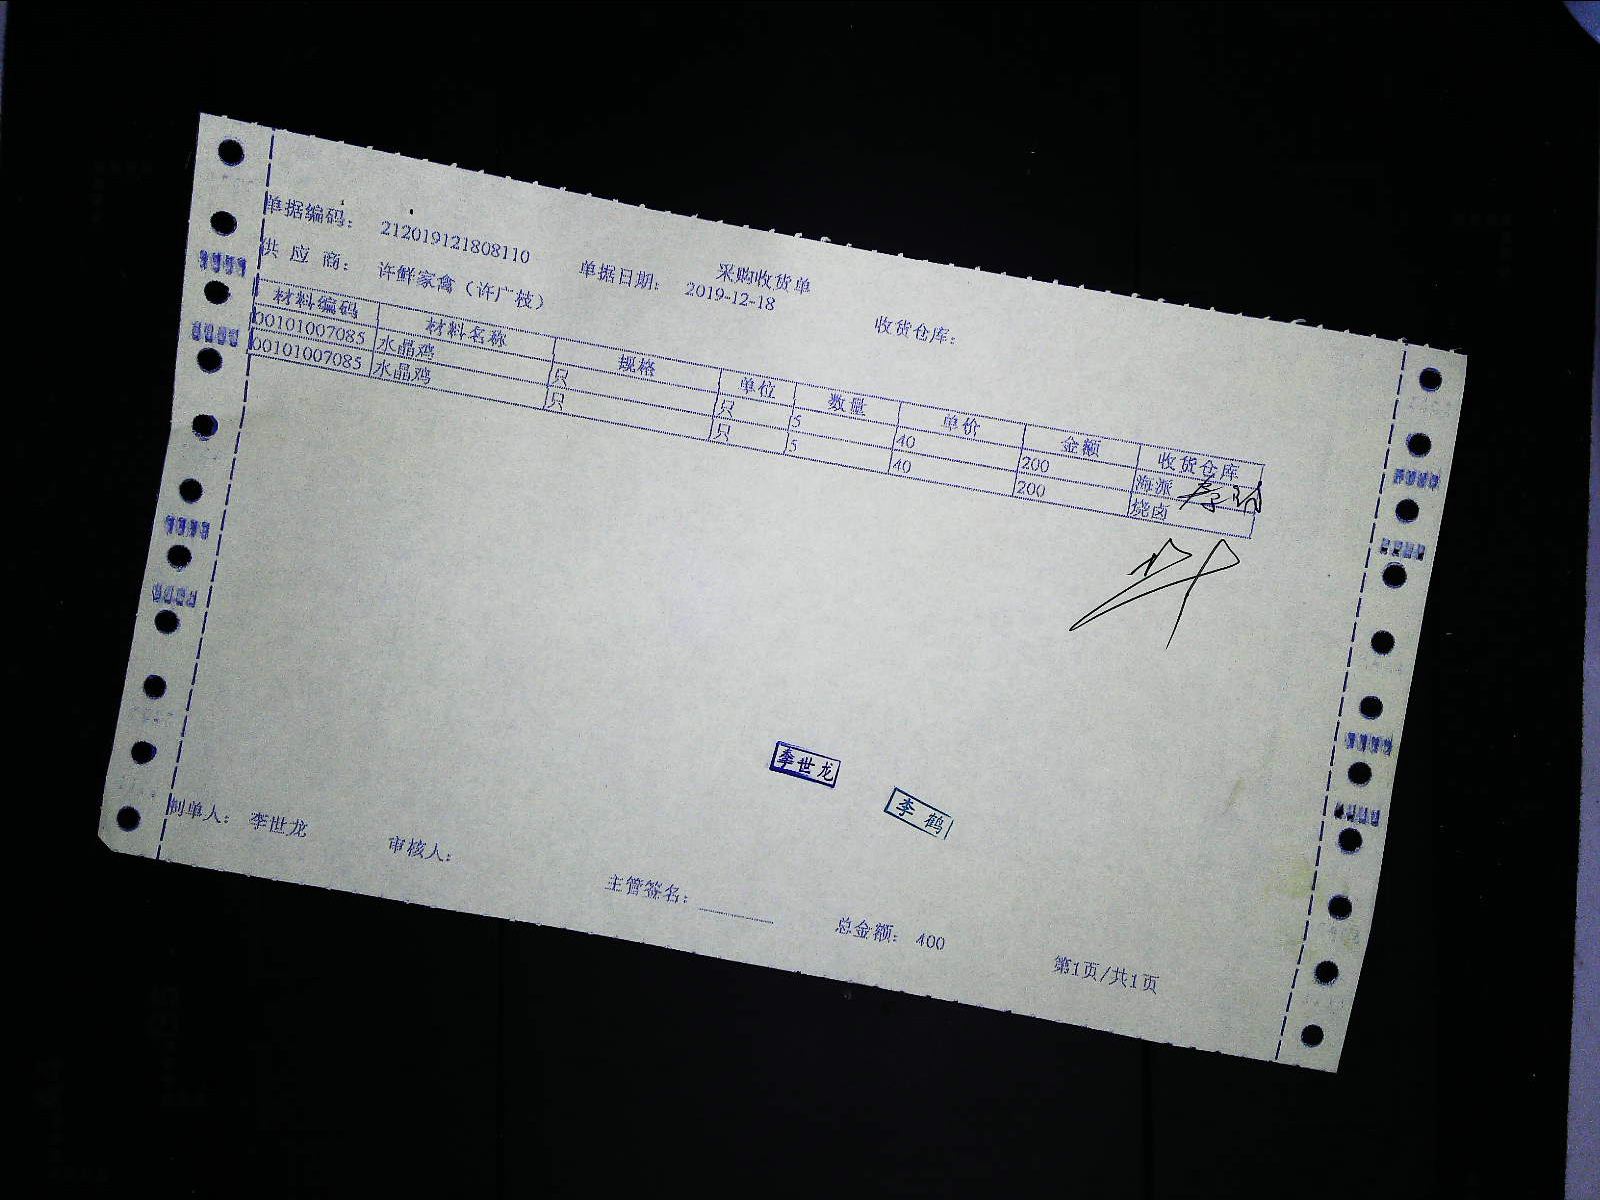 采购收货单
单据编码： 212019121808110 单据日期： 2019-12-18 收货仓库：
供 应 商： 许鲜家禽（许广枝）
材料编码 材料名称 规格 单位 数量 单价 金额 收货仓库
00101007085 水晶鸡 只 只 5 40 200 海派
00101007085 水晶鸡 只 只 5 40 200 烧卤
李世龙
李鹤
制单人： 李世龙 审核人： 主管签名： 总金额： 400 第1页/共1页